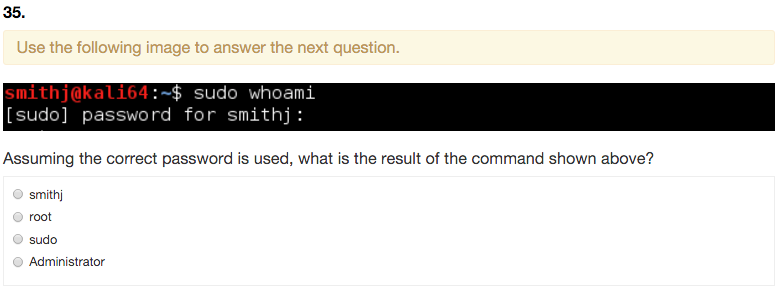 35.
Use the following image to answer the next question.
smithj@kali64:~$ sudo whoami
[sudo] password for smithj:
Assuming the correct password is used, what is the result of the command shown above?
smithj
root
sudo
Administrator